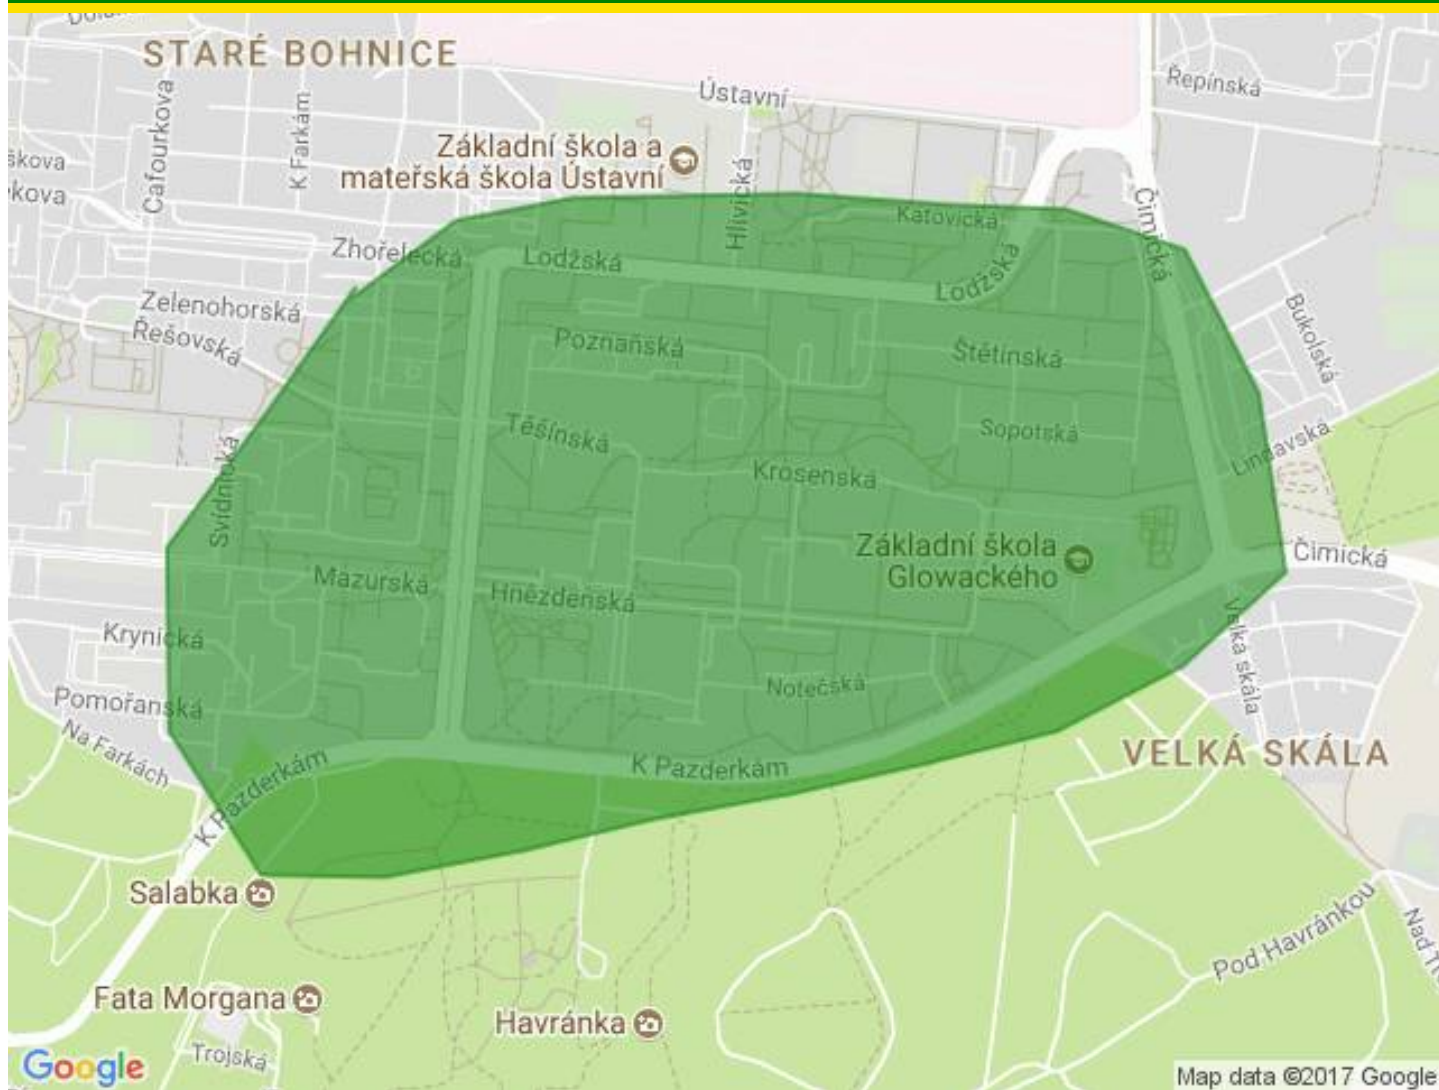 STARÉ BOHNICE
Ústavní
Řepínská
Cafourkova
K Farkám
Základní škola a
mateřská škola Ústavní
Hlivická
Čimická
Katovická
Zhořelecká
Lodžská
Lodžská
Zelenohorská
Řešovská
Bukolská
Poznaňská
Štětínská
Těšínská
Sopotská
Lindavská
Krosenská
Svídnická
Základní škola
Glowackého
Čimická
Mazurská
Hnězdenská
Krynická
Velká skála
Notečská
Pomořanská
Na Farkách
K Pazderkám
K Pazderkám
VELKÁ SKÁLA
Salabka
Pod Havránkou
Fata Morgana
Havránka
Trojská
Google
Map data ©2017 Google